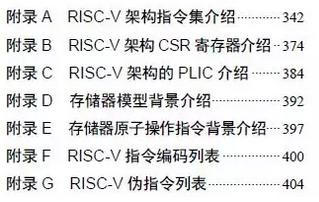 附录 A RISC-V 架构指令集介绍 ············ 342
附录 B RISC-V 架构 CSR 寄存器介绍 ··· 374
附录 C RISC-V 架构的 PLIC 介绍 ········ 384
附录 D 存储器模型背景介绍 ·············· 392
附录 E 存储器原子操作指令背景介绍 ··· 397
附录 F RISC-V 指令编码列表 ·············· 400
附录 G RISC-V 伪指令列表 ················ 404